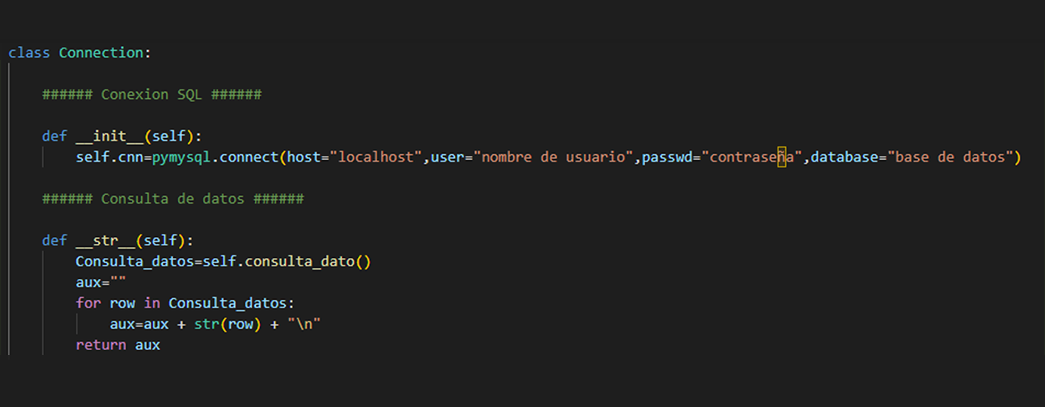 class Connection:
###### Conexion SQL ######
def __init__(self):
self.cnn=pymysql.connect(host="localhost",user="nombre de usuario",passwd="contraseña",database="base de datos")
###### Consulta de datos ######
def __str__(self):
Consulta_datos=self.consulta_dato()
aux=""
for row in Consulta_datos:
aux=aux + str(row) + "\n"
return aux